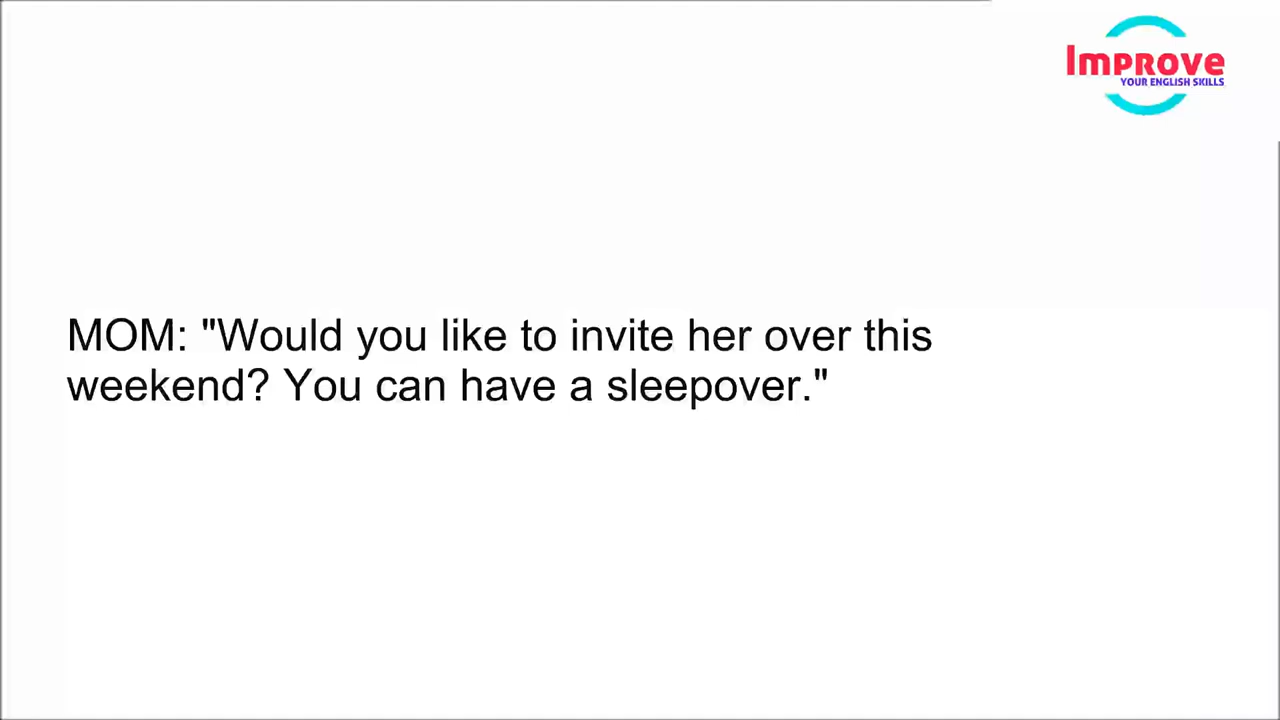 Improve
YOUR ENGLISH SKILLS
MOM: "Would you like to invite her over this
weekend? You can have a sleepover."